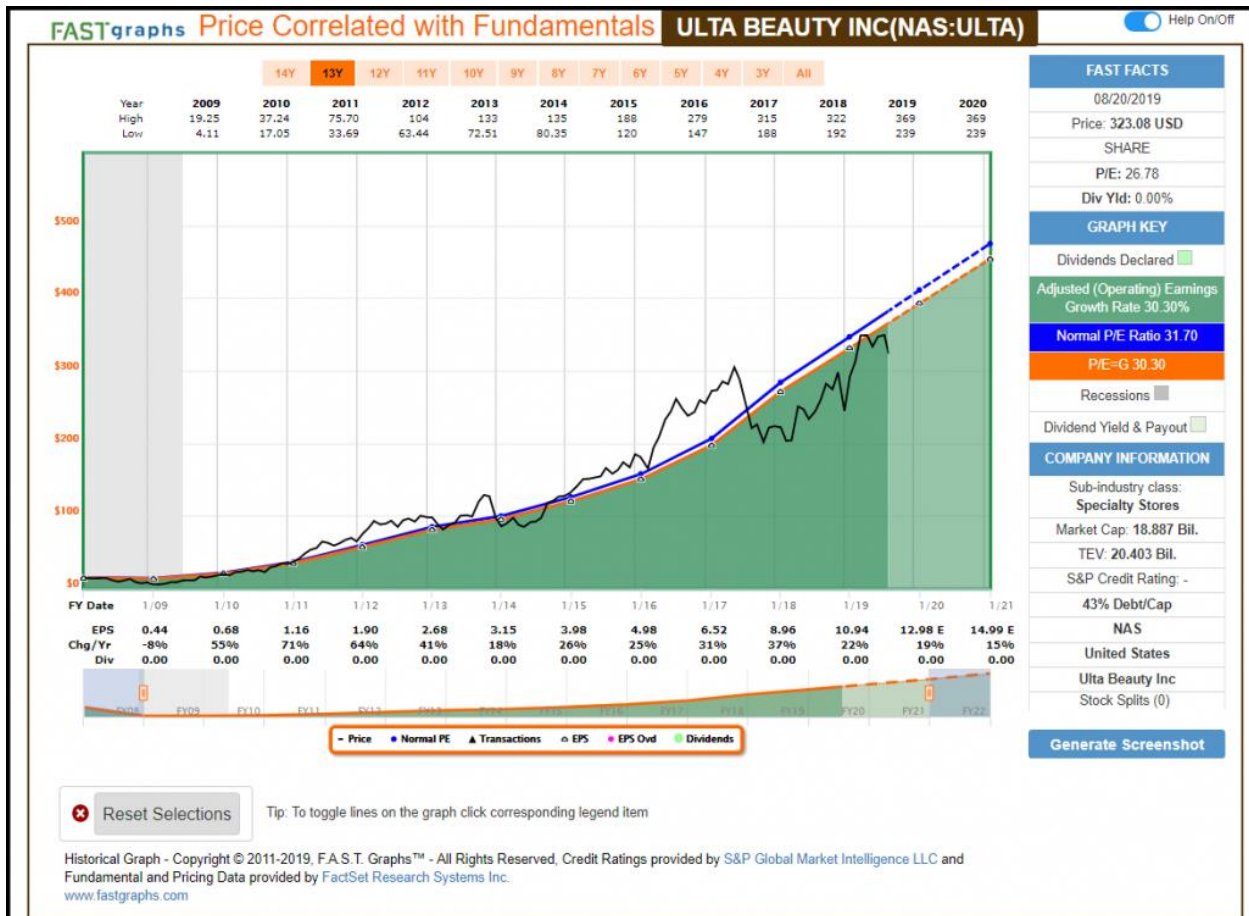 FAST graphs Price Correlated with Fundamentals ULTA BEAUTY INC(NAS:ULTA) Help On/Off
14Y 13Y 12Y 11Y 10Y 9Y 8Y 7Y 6Y 5Y 4Y 3Y All
Year 2009 2010 2011 2012 2013 2014 2015 2016 2017 2018 2019 2020
High 19.25 37.24 75.70 104 133 135 188 279 315 322 369 369
Low 4.11 17.05 33.69 63.44 72.51 80.35 120 147 188 192 239 239
$500
$400
$300
$200
$100
$0
FY Date 1/09 1/10 1/11 1/12 1/13 1/14 1/15 1/16 1/17 1/18 1/19 1/20 1/21
EPS 0.44 0.68 1.16 1.90 2.68 3.15 3.98 4.98 6.52 8.96 10.94 12.98 E 14.99 E
Chg/Yr -8% 55% 71% 64% 41% 18% 26% 25% 31% 37% 22% 19% 15%
Div 0.00 0.00 0.00 0.00 0.00 0.00 0.00 0.00 0.00 0.00 0.00 0.00 0.00
FY08 FY09 FY10 FY11 FY12 FY13 FY14 FY15 FY16 FY17 FY18 FY19 FY20 FY21 FY22
Price Normal PE Transactions EPS EPS Ovd Dividends
FAST FACTS
08/20/2019
Price: 323.08 USD
SHARE
P/E: 26.78
Div Yld: 0.00%
GRAPH KEY
Dividends Declared
Adjusted (Operating) Earnings
Growth Rate 30.30%
Normal P/E Ratio 31.70
P/E=G 30.30
Recessions
Dividend Yield & Payout
COMPANY INFORMATION
Sub-industry class:
Specialty Stores
Market Cap: 18.887 Bil.
TEV: 20.403 Bil.
S&P Credit Rating: -
43% Debt/Cap
NAS
United States
Ulta Beauty Inc
Stock Splits (0)
Generate Screenshot
Reset Selections Tip: To toggle lines on the graph click corresponding legend item
Historical Graph - Copyright © 2011-2019, F.A.S.T. Graphs™ - All Rights Reserved, Credit Ratings provided by S&P Global Market Intelligence LLC and
Fundamental and Pricing Data provided by FactSet Research Systems Inc.
www.fastgraphs.com